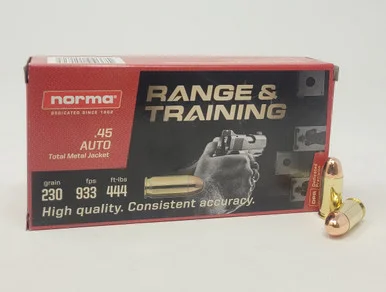 norma
DEDICATED SINCE 1902
RANGE &
TRAINING
.45
AUTO
Total Metal Jacket
grain fps ft-lbs
230 933 444
High quality. Consistent accuracy.